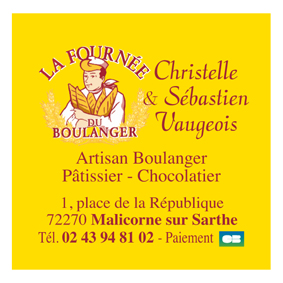 LA FOURNÉE
DU
BOULANGER
Christelle
& Sébastien
Vaugeois
Artisan Boulanger
Pâtissier - Chocolatier
1, place de la République
72270 Malicorne sur Sarthe
Tél. 02 43 94 81 02 - Paiement CB